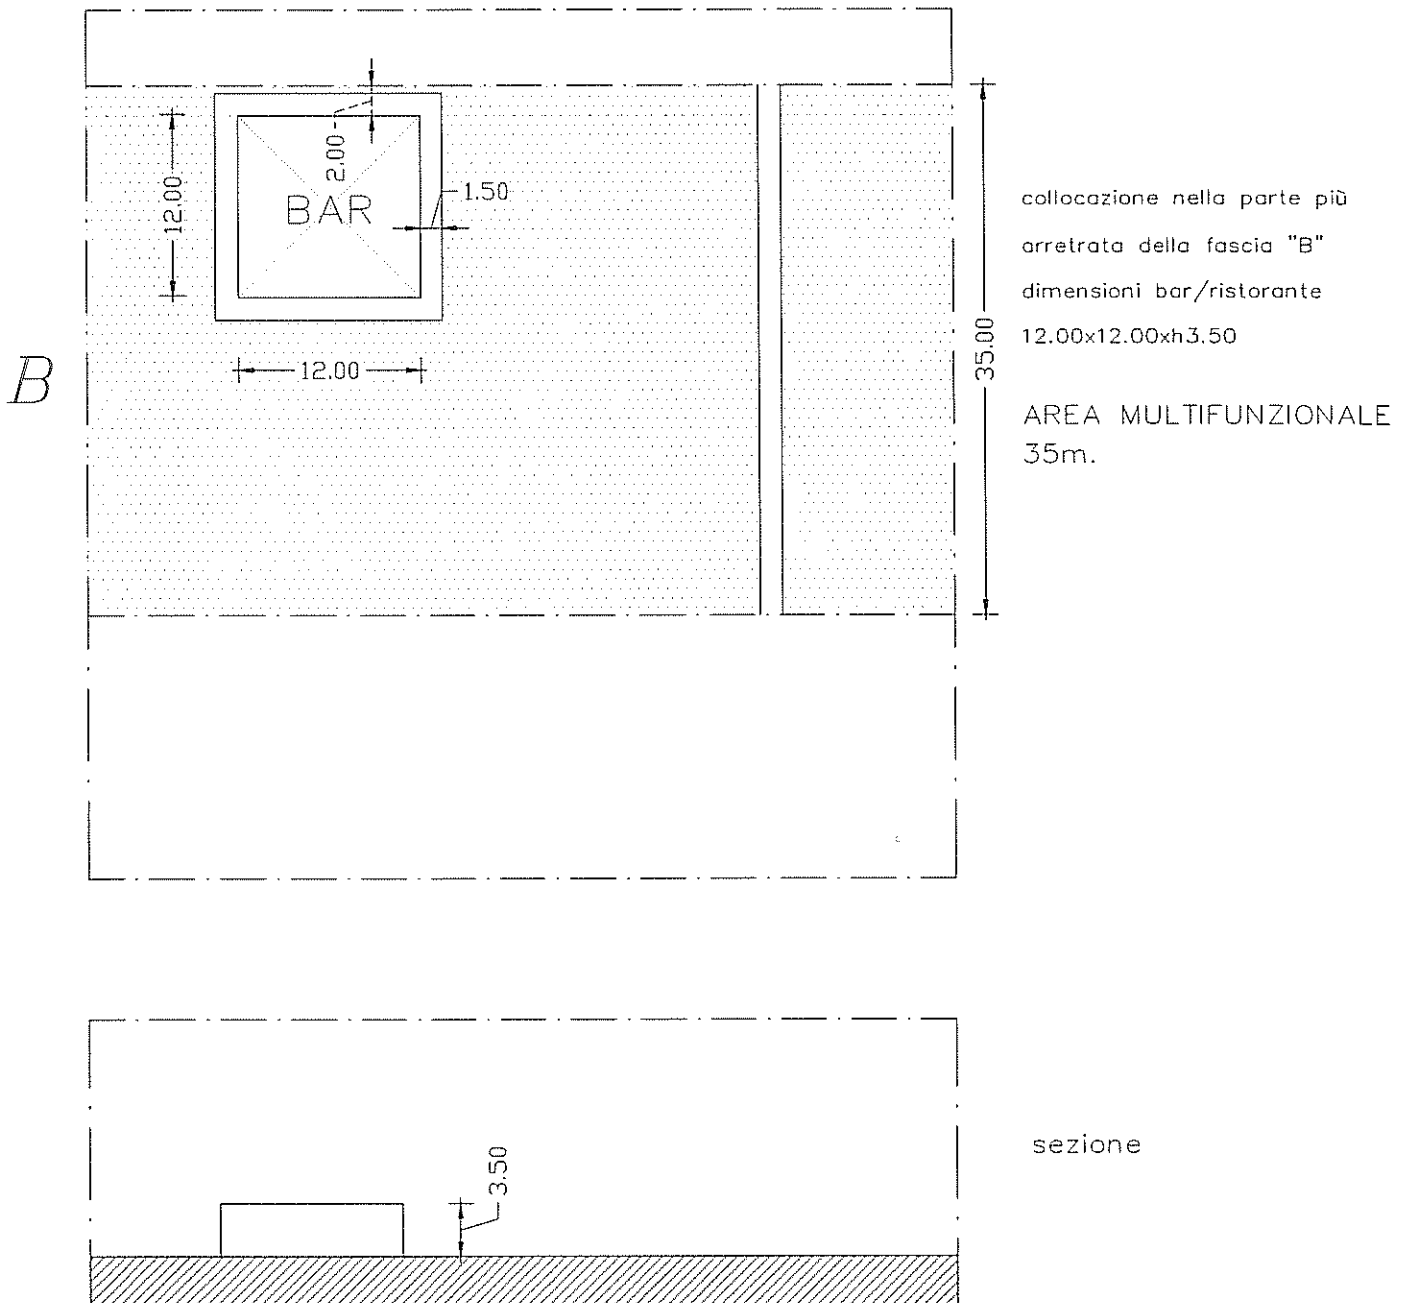 2.00
12.00
1.50
BAR
12.00
B
35.00
collocazione nella parte più
arretrata della fascia "B"
dimensioni bar/ristorante
12.00x12.00xh3.50
AREA MULTIFUNZIONALE
35m.
3.50
sezione